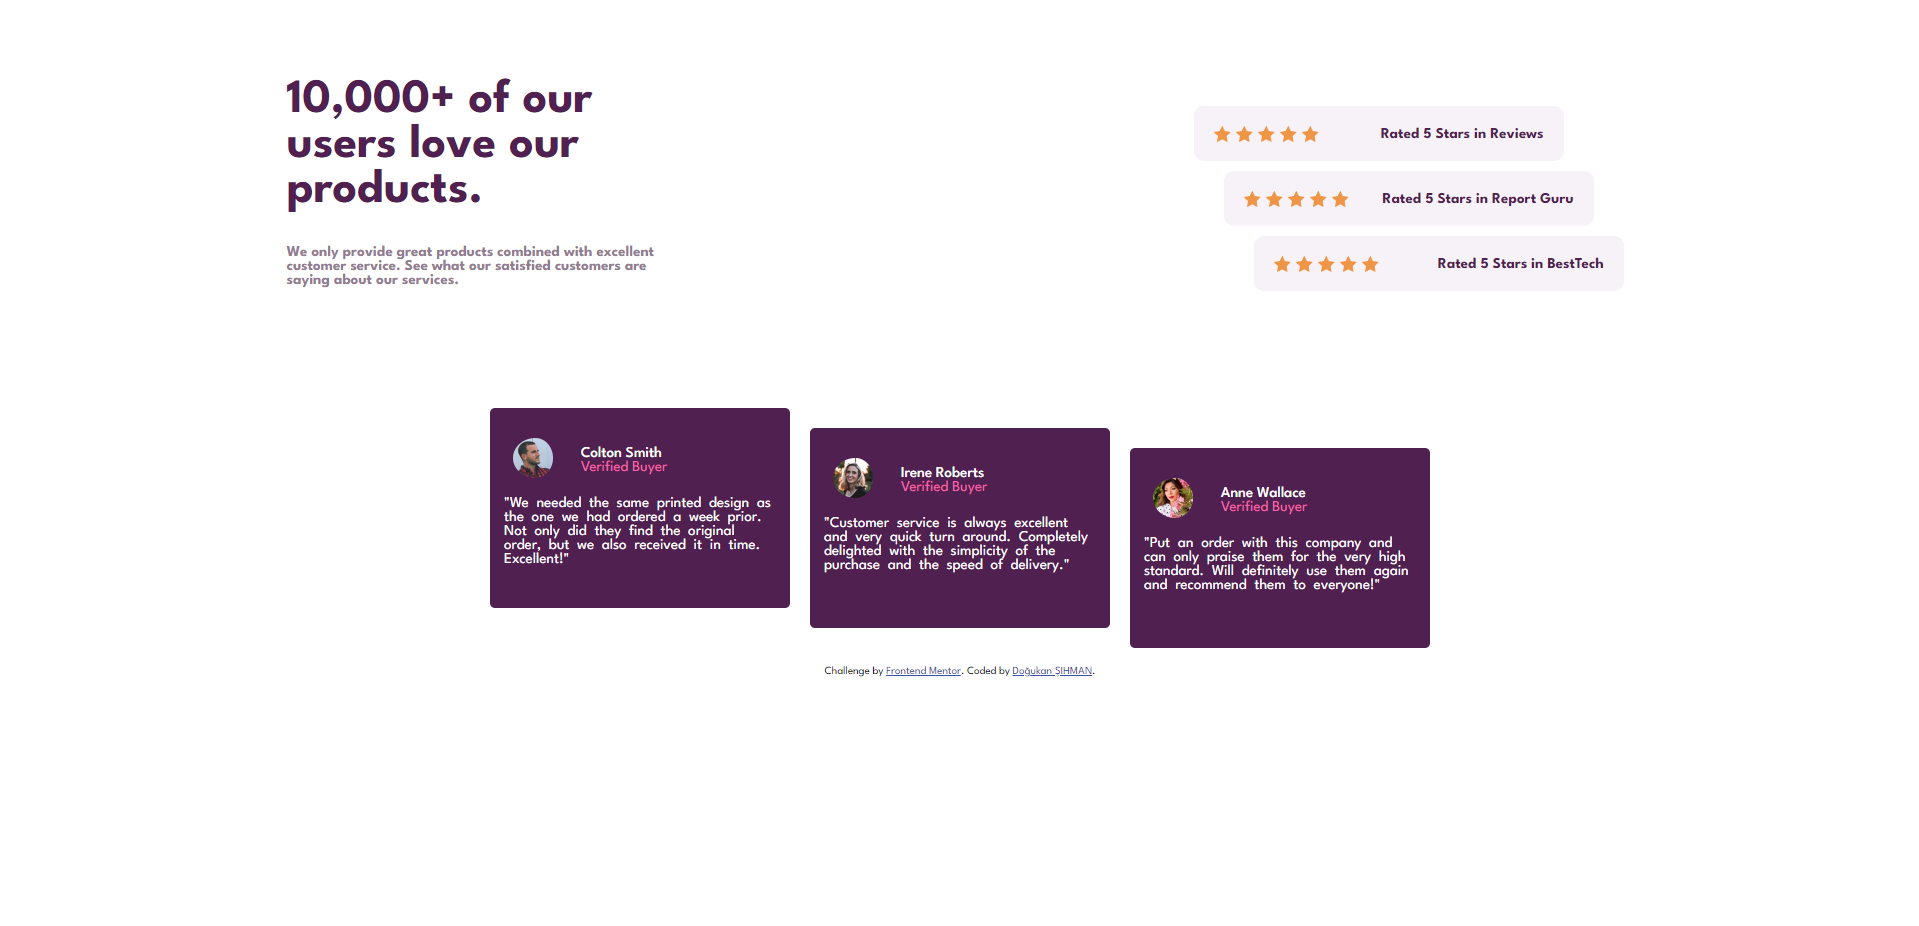 10,000+ of our
users love our
products.
We only provide great products combined with excellent
customer service. See what our satisfied customers are
saying about our services.
Rated 5 Stars in Reviews
Rated 5 Stars in Report Guru
Rated 5 Stars in BestTech
Colton Smith
Verified Buyer
"We needed the same printed design as
the one we had ordered a week prior.
Not only did they find the original
order, but we also received it in time.
Excellent!"
Irene Roberts
Verified Buyer
"Customer service is always excellent
and very quick turn around. Completely
delighted with the simplicity of the
purchase and the speed of delivery."
Anne Wallace
Verified Buyer
"Put an order with this company and
can only praise them for the very high
standard. Will definitely use them again
and recommend them to everyone!"
Challenge by Frontend Mentor. Coded by Doğukan ŞIHMAN.